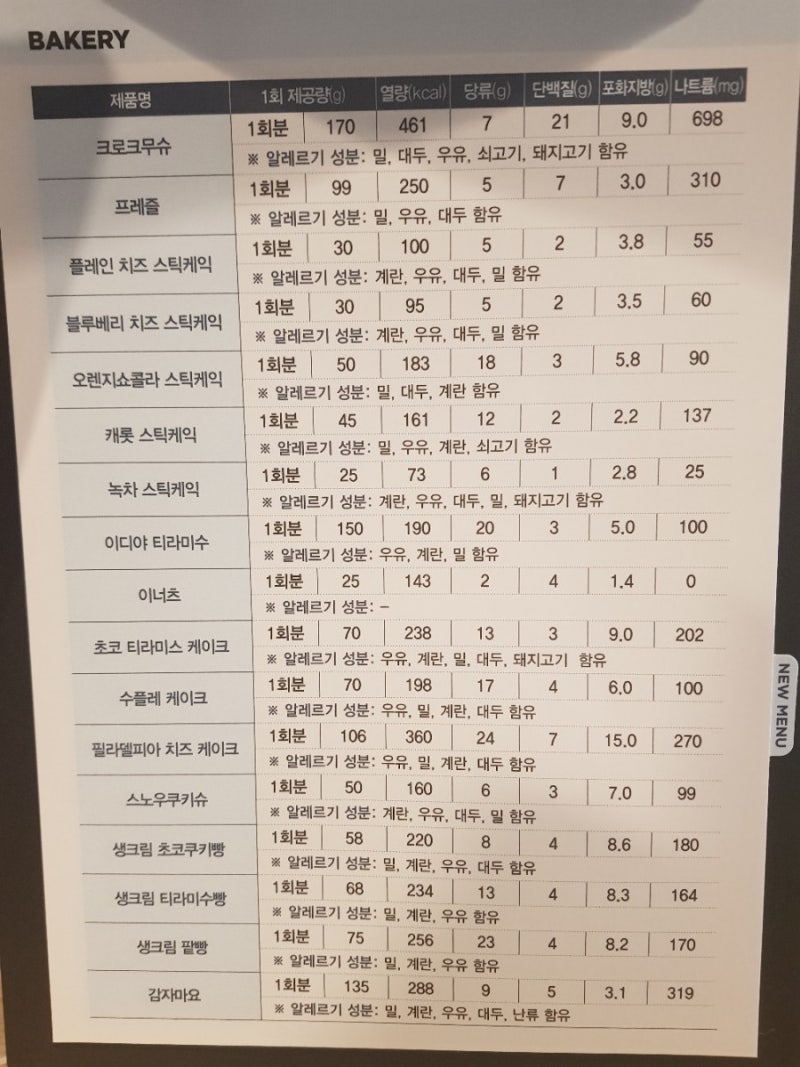 BAKERY
제품명 1회 제공량(g) 열량(kcal) 당류(g) 단백질(g) 포화지방(g) 나트륨(mg)
크로크무슈 1회분 170 461 7 21 9.0 698
※ 알레르기 성분: 밀, 대두, 우유, 쇠고기, 돼지고기 함유
프레즐 1회분 99 250 5 7 3.0 310
※ 알레르기 성분: 밀, 우유, 대두 함유
플레인 치즈 스틱케익 1회분 30 100 5 2 3.8 55
※ 알레르기 성분: 계란, 우유, 대두, 밀 함유
블루베리 치즈 스틱케익 1회분 30 95 5 2 3.5 60
※ 알레르기 성분: 계란, 우유, 대두, 밀 함유
오렌지쇼콜라 스틱케익 1회분 50 183 18 3 5.8 90
※ 알레르기 성분: 밀, 대두, 계란 함유
캐롯 스틱케익 1회분 45 161 12 2 2.2 137
※ 알레르기 성분: 밀, 우유, 계란, 쇠고기 함유
녹차 스틱케익 1회분 25 73 6 1 2.8 25
※ 알레르기 성분: 계란, 우유, 대두, 밀, 돼지고기 함유
이디야 티라미수 1회분 150 190 20 3 5.0 100
※ 알레르기 성분: 우유, 계란, 밀 함유
이너츠 1회분 25 143 2 4 1.4 0
※ 알레르기 성분: –
초코 티라미스 케이크 1회분 70 238 13 3 9.0 202
※ 알레르기 성분: 우유, 계란, 밀, 대두, 돼지고기 함유
수플레 케이크 1회분 70 198 17 4 6.0 100
※ 알레르기 성분: 우유, 밀, 계란, 대두 함유
필라델피아 치즈 케이크 1회분 106 360 24 7 15.0 270
※ 알레르기 성분: 우유, 밀, 계란, 대두 함유
스노우쿠키슈 1회분 50 160 6 3 7.0 99
※ 알레르기 성분: 계란, 우유, 대두, 밀 함유
생크림 초코쿠키빵 1회분 58 220 8 4 8.6 180
※ 알레르기 성분: 밀, 계란, 우유, 대두 함유
생크림 티라미수빵 1회분 68 234 13 4 8.3 164
※ 알레르기 성분: 밀, 계란, 우유 함유
생크림 팥빵 1회분 75 256 23 4 8.2 170
※ 알레르기 성분: 밀, 계란, 우유 함유
감자마요 1회분 135 288 9 5 3.1 319
※ 알레르기 성분: 밀, 계란, 우유, 대두, 난류 함유
NEW MENU